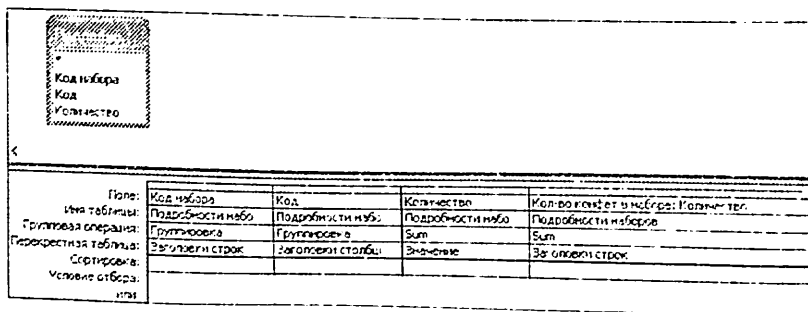 *
Код набора
Код
Количество
<
Поле: Код набора Код Количество Кол-во конфет в наборе: Количество
Имя таблицы: Подробности набо Подробности набо Подробности набо Подробности наборов
Групповая операция: Группировка Группировка Sum Sum
Перекрестная таблица: Заголовки строк Заголовки столбц Значение Заголовки строк
Сортировка:
Условие отбора:
или: